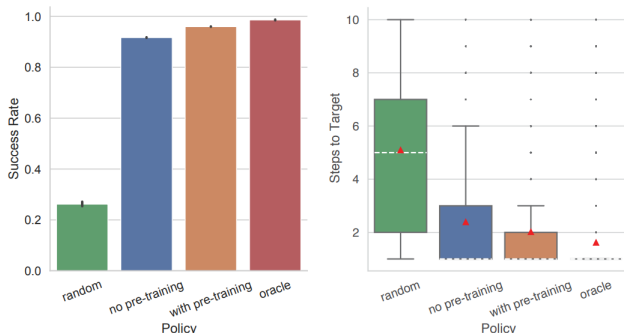 Success Rate
1.0
0.8
0.6
0.4
0.2
0.0
random
no pre-training
with pre-training
oracle
Policy
Steps to Target
10
8
6
4
2
random
no pre-training
with pre-training
oracle
Policy